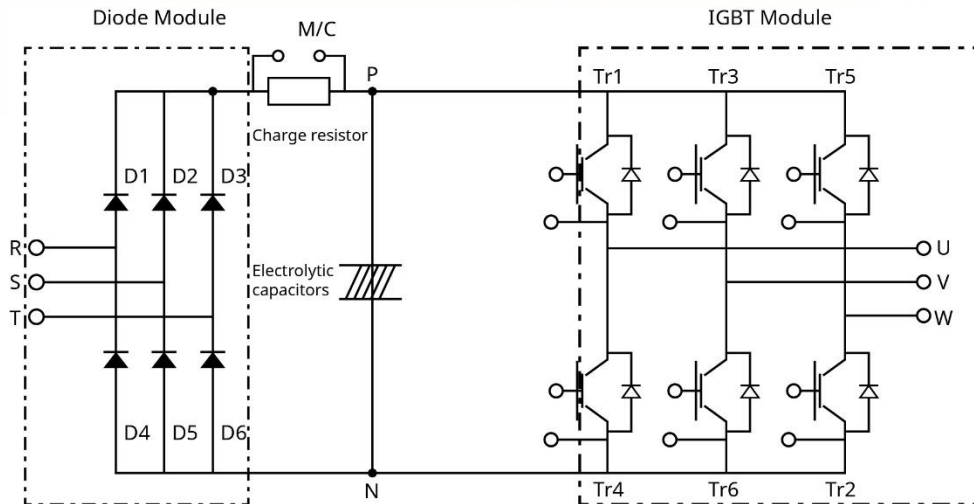 Diode Module
M/C
IGBT Module
P
Tr1
Tr3
Tr5
Charge resistor
D1
D2
D3
R
U
Electrolytic
capacitors
S
V
T
W
D4
D5
D6
N
Tr4
Tr6
Tr2